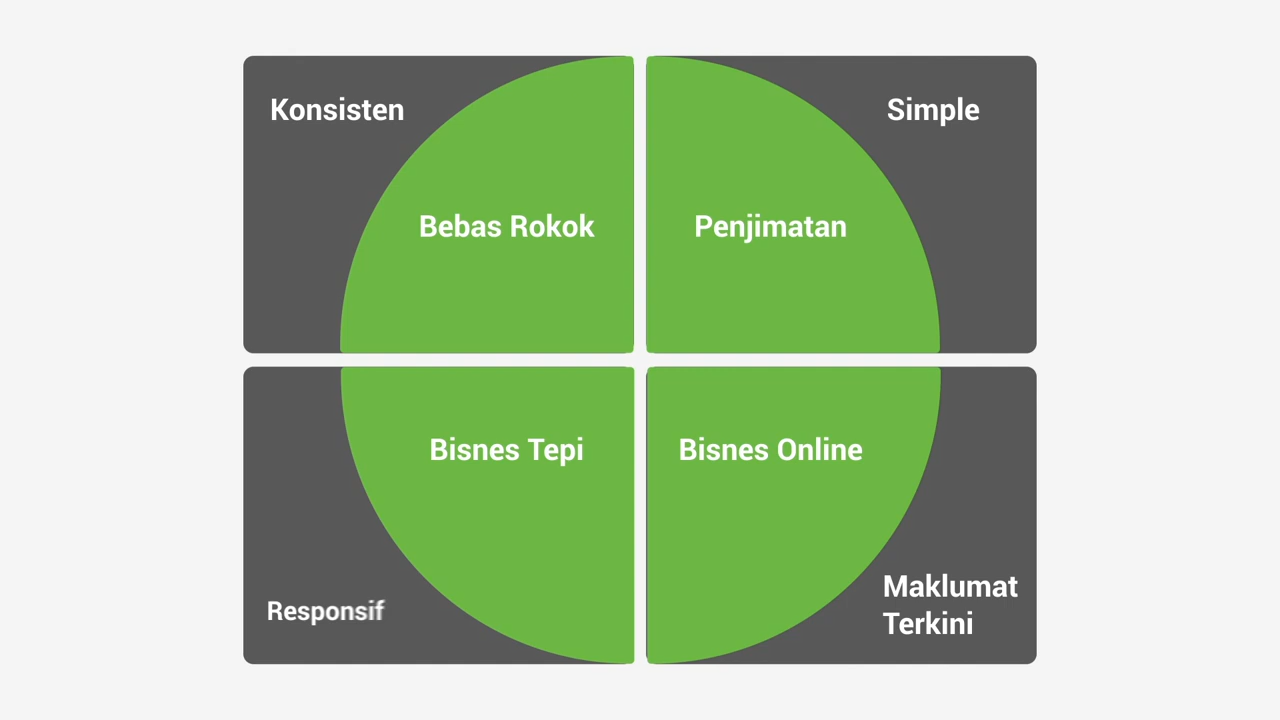 Konsisten
Simple
Bebas Rokok
Penjimatan
Bisnes Tepi
Bisnes Online
Responsif
Maklumat
Terkini